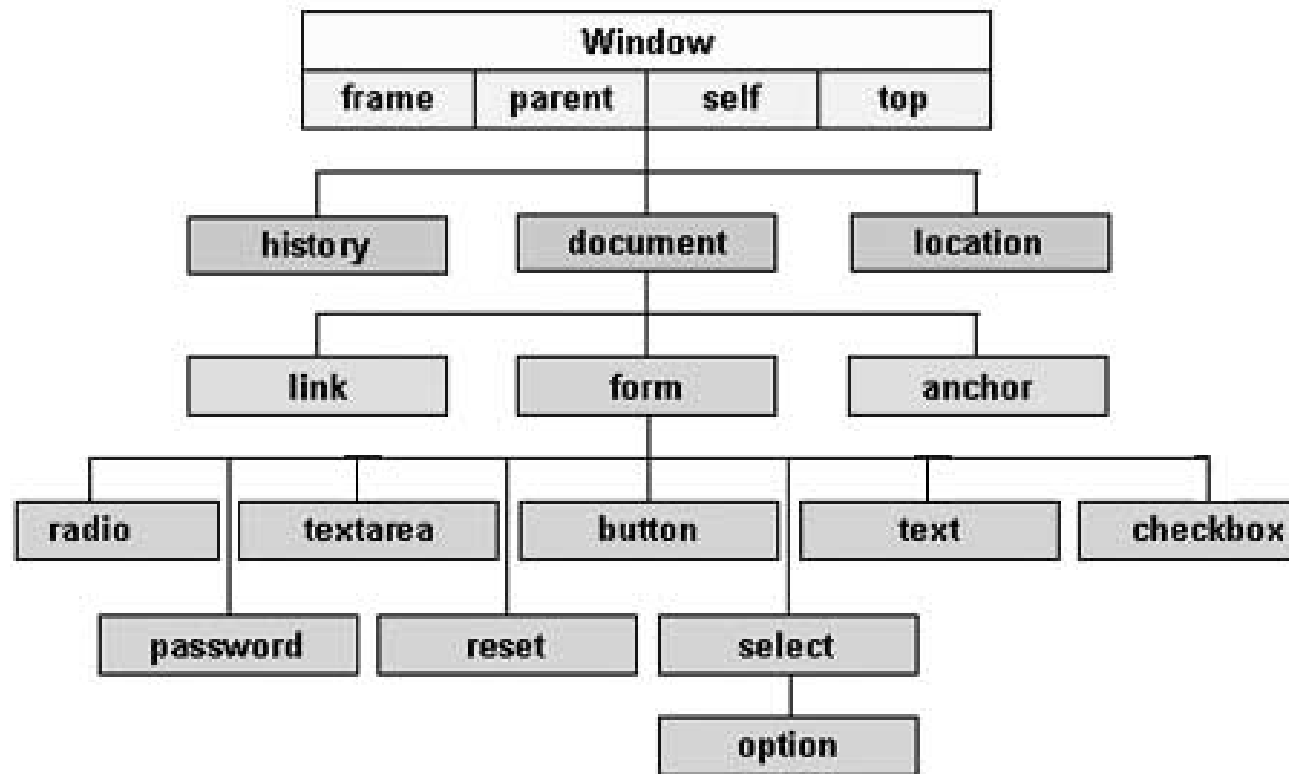 Window
frame parent self top
history document location
link form anchor
radio textarea button text checkbox
password reset select
option